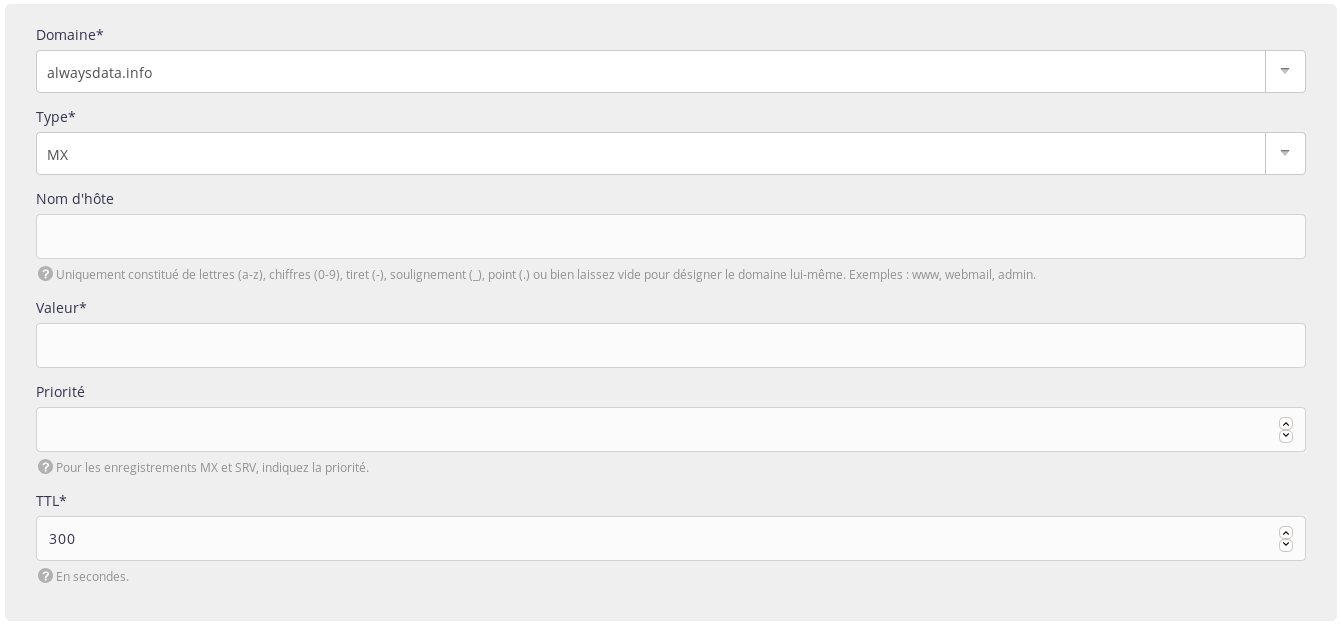 Domaine*
alwaysdata.info
Type*
MX
Nom d'hôte
? Uniquement constitué de lettres (a-z), chiffres (0-9), tiret (-), soulignement (_), point (.) ou bien laissez vide pour désigner le domaine lui-même. Exemples : www, webmail, admin.
Valeur*
Priorité
? Pour les enregistrements MX et SRV, indiquez la priorité.
TTL*
300
? En secondes.